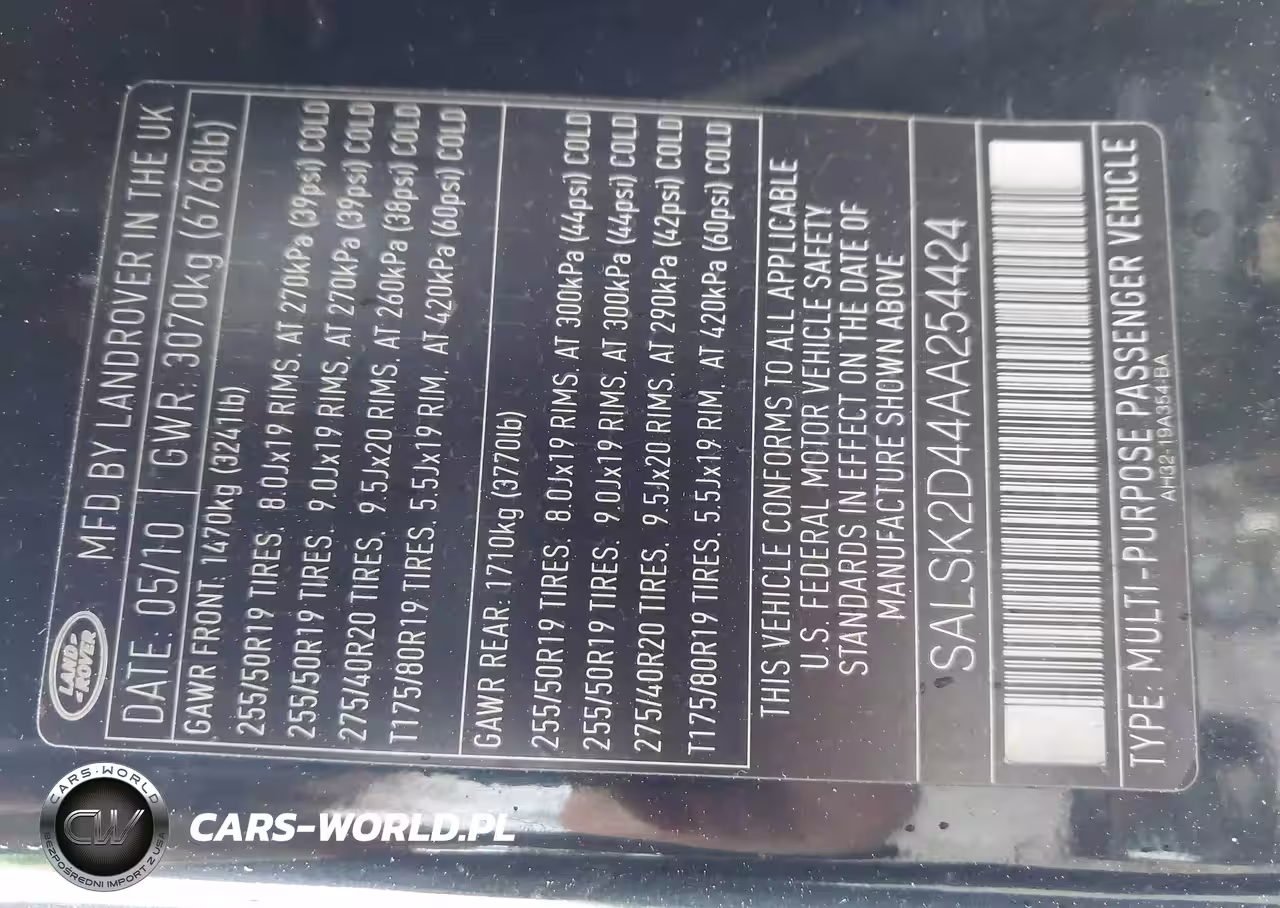 LAND-
-ROVER
MFD BY LANDROVER IN THE UK
DATE: 05/10 GWR: 3070kg (6768lb)
GAWR FRONT. 1470kg (3241lb)
255/50R19 TIRES. 8.0Jx19 RIMS. AT 270kPa (39psi) COLD
255/50R19 TIRES. 9.0Jx19 RIMS. AT 270kPa (39psi) COLD
275/40R20 TIRES. 9.5Jx20 RIMS. AT 260kPa (38psi) COLD
T175/80R19 TIRES. 5.5Jx19 RIM. AT 420kPa (60psi) COLD
GAWR REAR. 1710kg (3770lb)
255/50R19 TIRES. 8.0Jx19 RIMS. AT 300kPa (44psi) COLD
255/50R19 TIRES. 9.0Jx19 RIMS. AT 300kPa (44psi) COLD
275/40R20 TIRES. 9.5Jx20 RIMS. AT 290kPa (42psi) COLD
T175/80R19 TIRES. 5.5Jx19 RIM. AT 420kPa (60psi) COLD
THIS VEHICLE CONFORMS TO ALL APPLICABLE
U.S. FEDERAL MOTOR VEHICLE SAFETY
STANDARDS IN EFFECT ON THE DATE OF
MANUFACTURE SHOWN ABOVE
SALSK2D44AA254424
TYPE: MULTI-PURPOSE PASSENGER VEHICLE
AH32-19A354-BA
CARS-WORLD
CW
BEZPOŚREDNI IMPORT Z USA
CARS-WORLD.PL